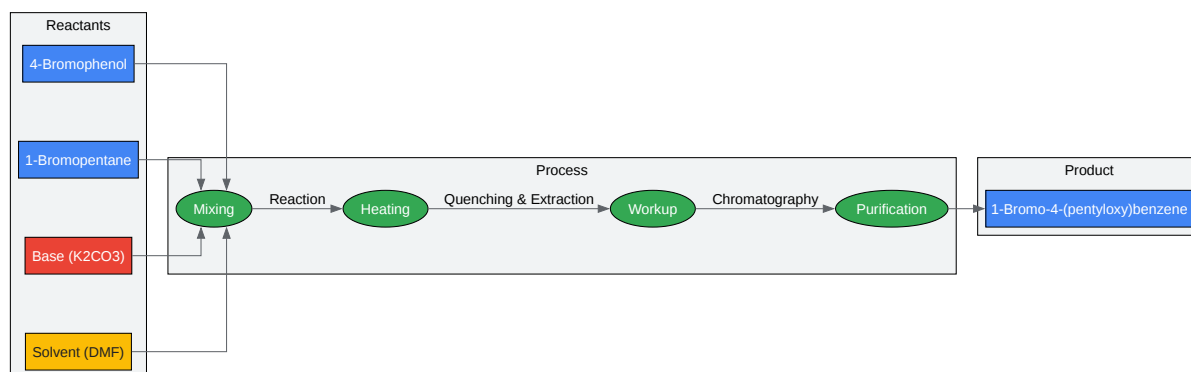 Reactants
4-Bromophenol
1-Bromopentane
Base (K2CO3)
Solvent (DMF)
Process
Mixing
Reaction
Heating
Quenching & Extraction
Workup
Chromatography
Purification
Product
1-Bromo-4-(pentyloxy)benzene